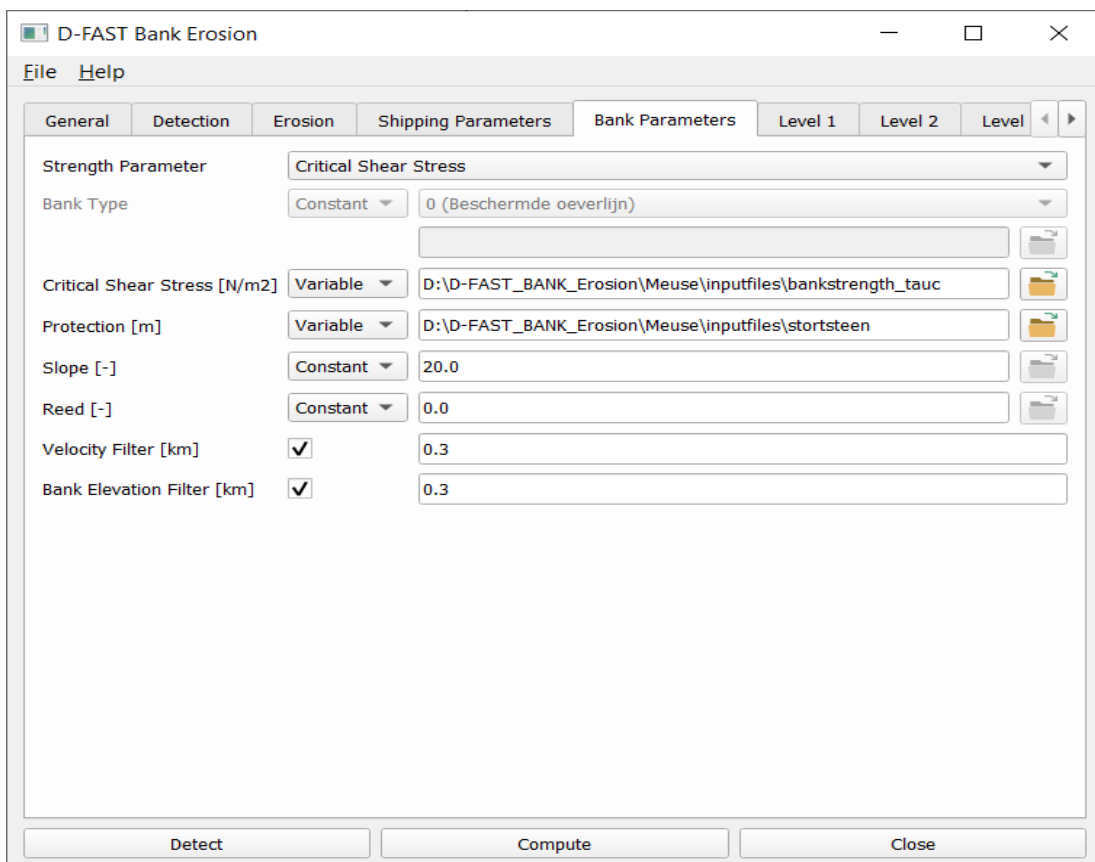 D-FAST Bank Erosion
File Help
General Detection Erosion Shipping Parameters Bank Parameters Level 1 Level 2 Level
Strength Parameter Critical Shear Stress
Bank Type Constant 0 (Beschermde oeverlijn)
Critical Shear Stress [N/m2] Variable D:\D-FAST_BANK_Erosion\Meuse\inputfiles\bankstrength_tauc
Protection [m] Variable D:\D-FAST_BANK_Erosion\Meuse\inputfiles\stortsteen
Slope [-] Constant 20.0
Reed [-] Constant 0.0
Velocity Filter [km] 0.3
Bank Elevation Filter [km] 0.3
Detect Compute Close